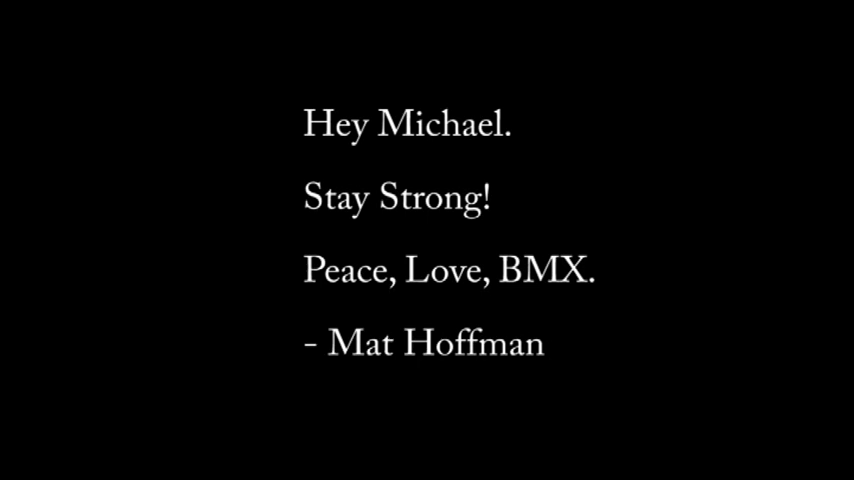 Hey Michael.
Stay Strong!
Peace, Love, BMX.
- Mat Hoffman